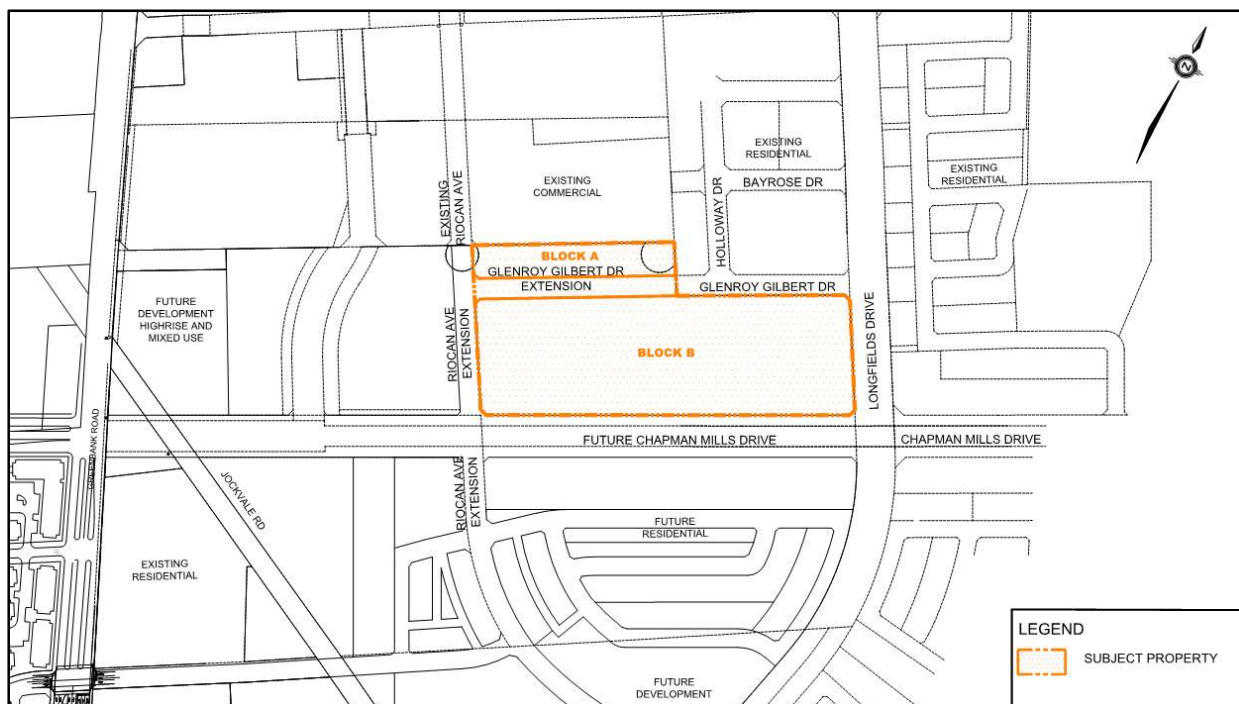 EXISTING
RESIDENTIAL
EXISTING
RESIDENTIAL
BAYROSE DR
EXISTING
COMMERCIAL
HOLLOWAY DR
EXISTING
RIOCAN AVE
BLOCK A
GLENROY GILBERT DR
EXTENSION
GLENROY GILBERT DR
FUTURE
DEVELOPMENT
HIGHRISE AND
MIXED USE
RIOCAN AVE
EXTENSION
BLOCK B
LONGFIELDS DRIVE
GREENBANK ROAD
FUTURE CHAPMAN MILLS DRIVE
CHAPMAN MILLS DRIVE
JOCKVALE RD
RIOCAN AVE
EXTENSION
FUTURE
RESIDENTIAL
EXISTING
RESIDENTIAL
FUTURE
DEVELOPMENT
LEGEND
SUBJECT PROPERTY
N